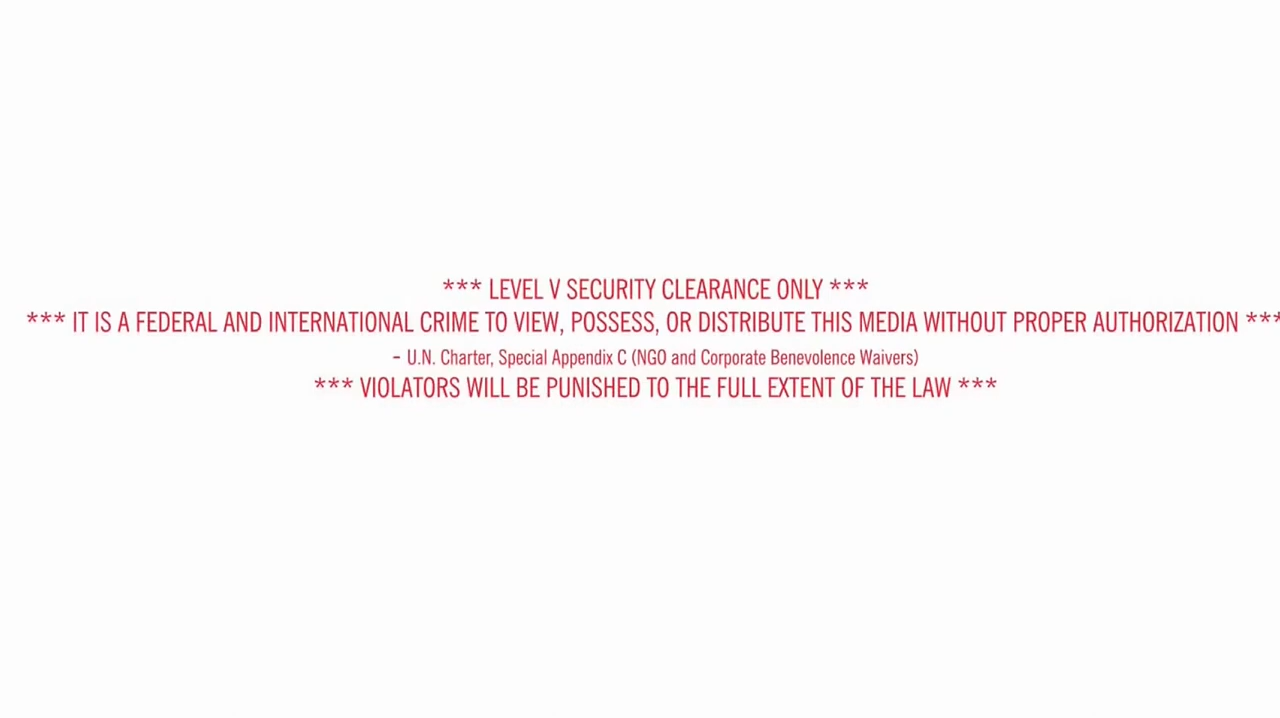 *** LEVEL V SECURITY CLEARANCE ONLY ***
*** IT IS A FEDERAL AND INTERNATIONAL CRIME TO VIEW, POSSESS, OR DISTRIBUTE THIS MEDIA WITHOUT PROPER AUTHORIZATION ***
– U.N. Charter, Special Appendix C (NGO and Corporate Benevolence Waivers)
*** VIOLATORS WILL BE PUNISHED TO THE FULL EXTENT OF THE LAW ***